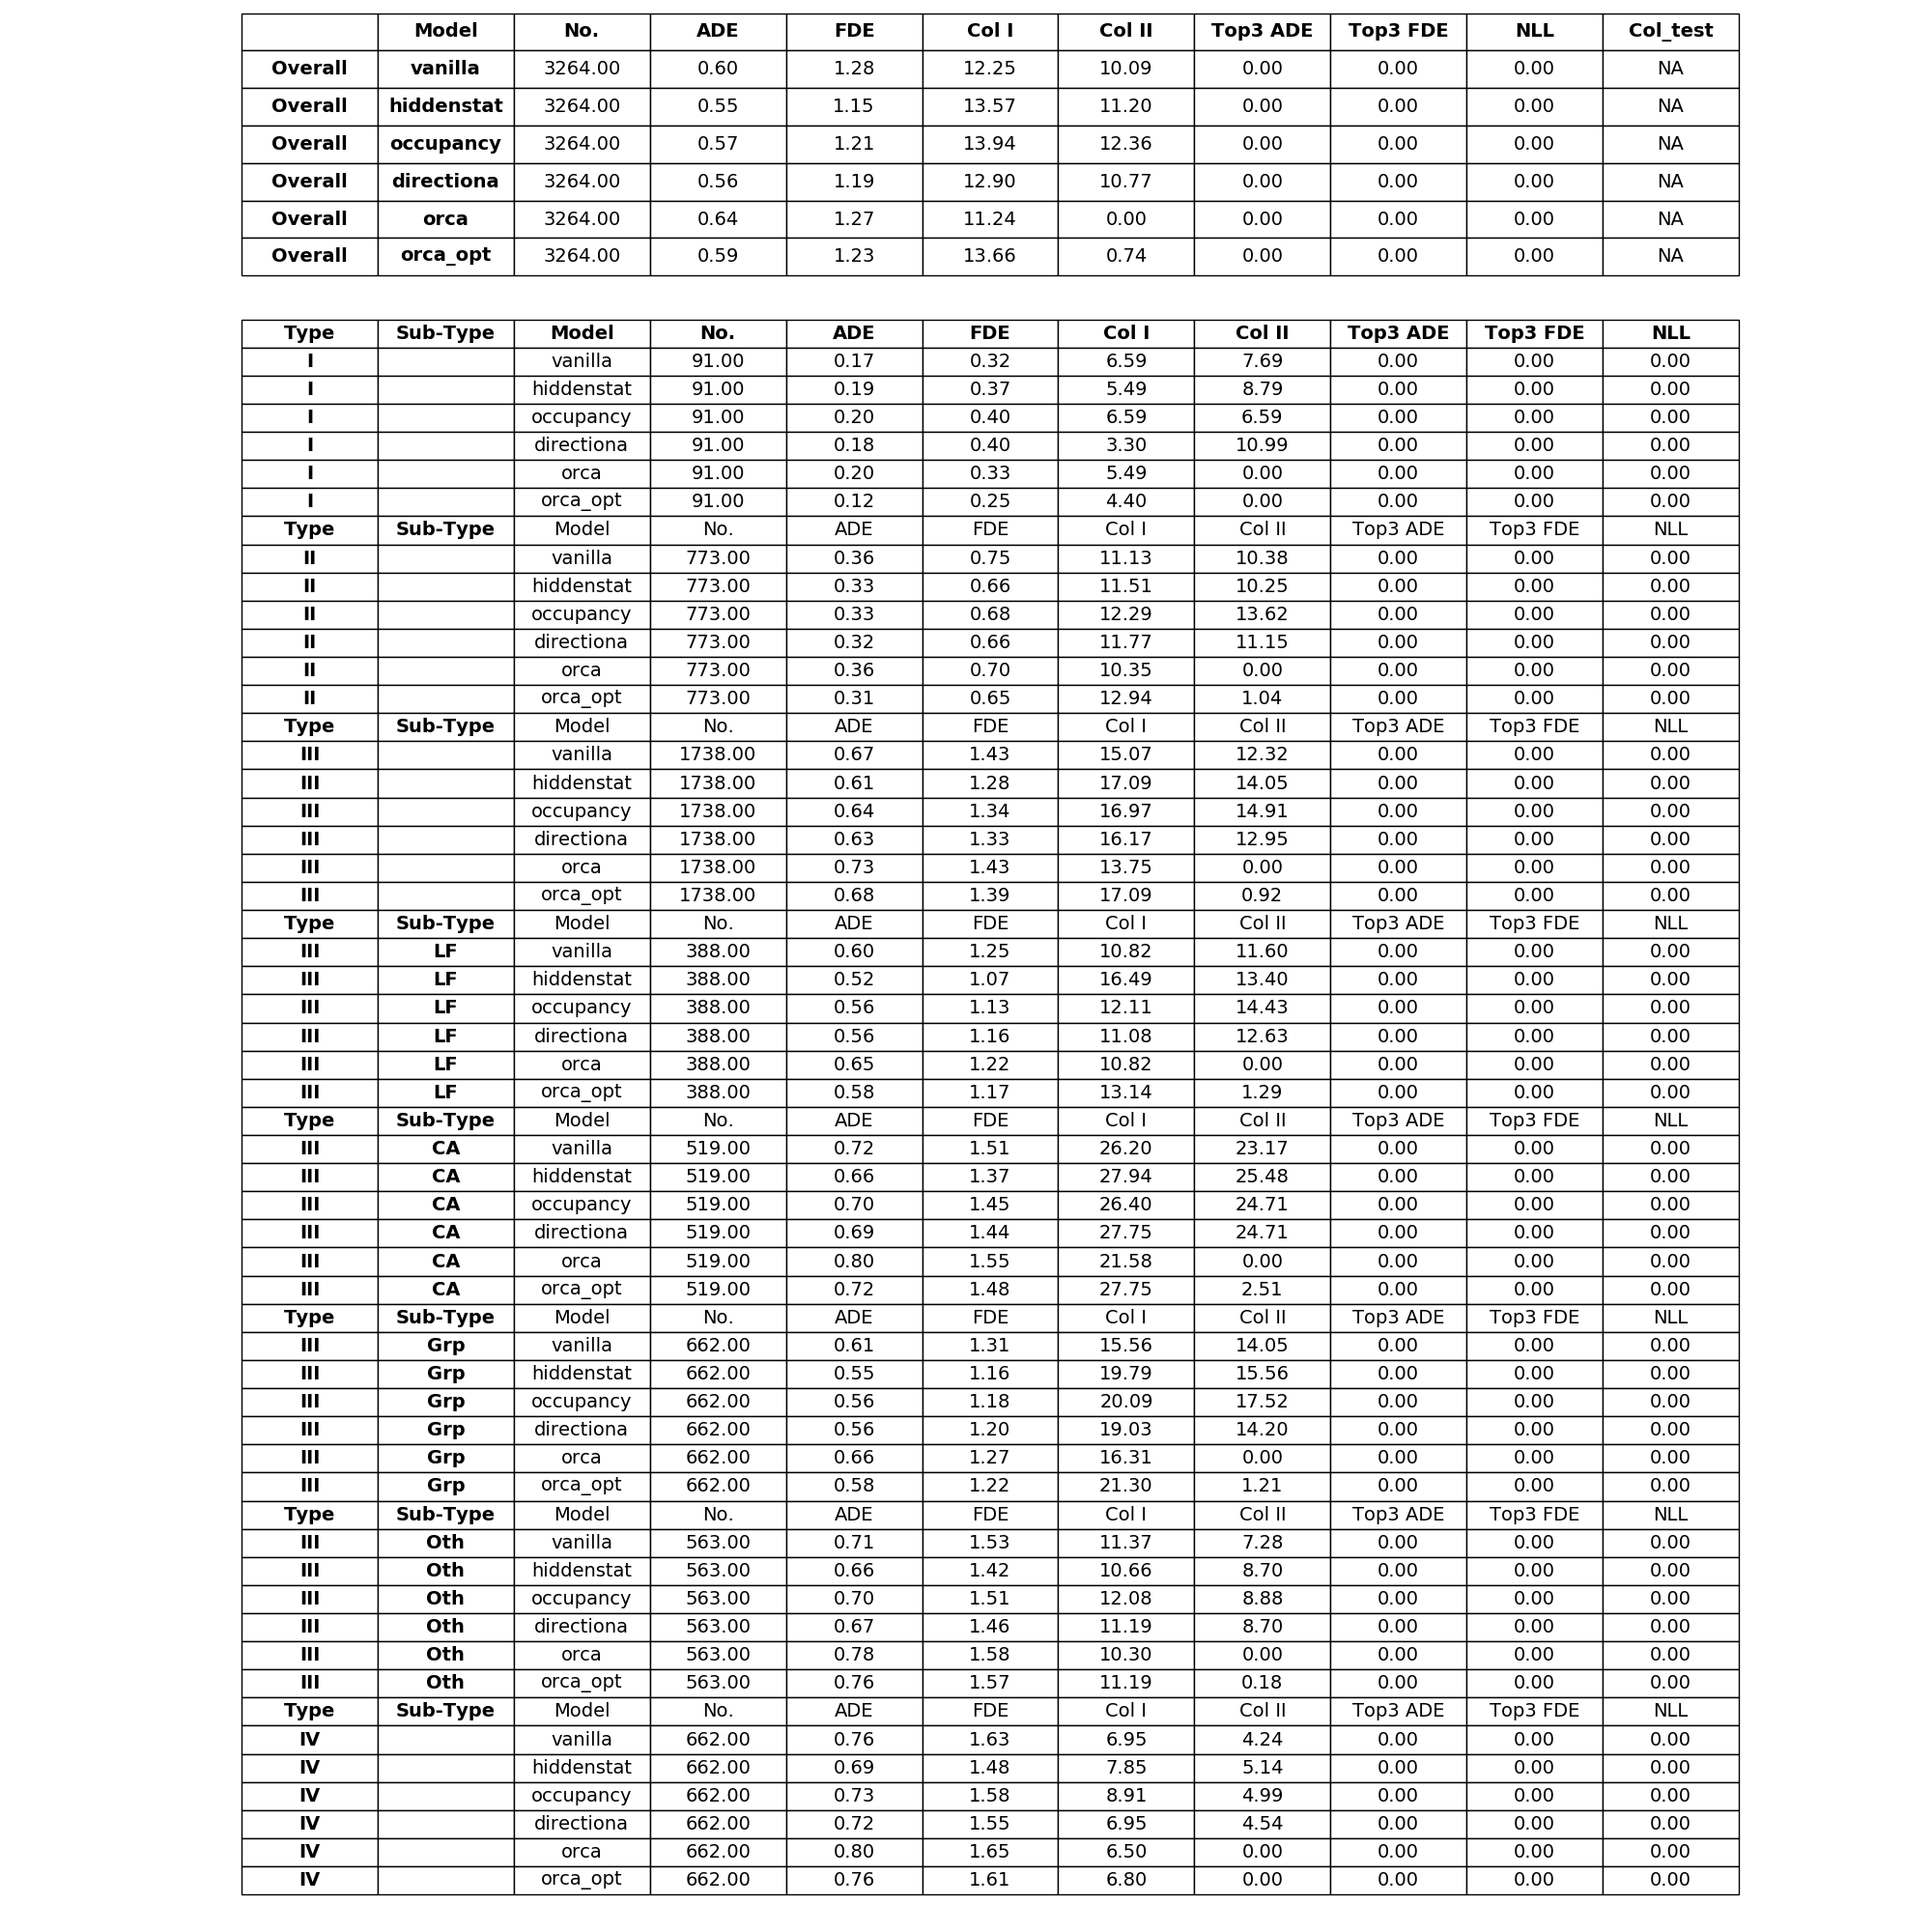 Model No. ADE FDE Col I Col II Top3 ADE Top3 FDE NLL Col_test
Overall vanilla 3264.00 0.60 1.28 12.25 10.09 0.00 0.00 0.00 NA
Overall hiddenstat 3264.00 0.55 1.15 13.57 11.20 0.00 0.00 0.00 NA
Overall occupancy 3264.00 0.57 1.21 13.94 12.36 0.00 0.00 0.00 NA
Overall directiona 3264.00 0.56 1.19 12.90 10.77 0.00 0.00 0.00 NA
Overall orca 3264.00 0.64 1.27 11.24 0.00 0.00 0.00 0.00 NA
Overall orca_opt 3264.00 0.59 1.23 13.66 0.74 0.00 0.00 0.00 NA
Type Sub-Type Model No. ADE FDE Col I Col II Top3 ADE Top3 FDE NLL
I vanilla 91.00 0.17 0.32 6.59 7.69 0.00 0.00 0.00
I hiddenstat 91.00 0.19 0.37 5.49 8.79 0.00 0.00 0.00
I occupancy 91.00 0.20 0.40 6.59 6.59 0.00 0.00 0.00
I directiona 91.00 0.18 0.40 3.30 10.99 0.00 0.00 0.00
I orca 91.00 0.20 0.33 5.49 0.00 0.00 0.00 0.00
I orca_opt 91.00 0.12 0.25 4.40 0.00 0.00 0.00 0.00
Type Sub-Type Model No. ADE FDE Col I Col II Top3 ADE Top3 FDE NLL
II vanilla 773.00 0.36 0.75 11.13 10.38 0.00 0.00 0.00
II hiddenstat 773.00 0.33 0.66 11.51 10.25 0.00 0.00 0.00
II occupancy 773.00 0.33 0.68 12.29 13.62 0.00 0.00 0.00
II directiona 773.00 0.32 0.66 11.77 11.15 0.00 0.00 0.00
II orca 773.00 0.36 0.70 10.35 0.00 0.00 0.00 0.00
II orca_opt 773.00 0.31 0.65 12.94 1.04 0.00 0.00 0.00
Type Sub-Type Model No. ADE FDE Col I Col II Top3 ADE Top3 FDE NLL
III vanilla 1738.00 0.67 1.43 15.07 12.32 0.00 0.00 0.00
III hiddenstat 1738.00 0.61 1.28 17.09 14.05 0.00 0.00 0.00
III occupancy 1738.00 0.64 1.34 16.97 14.91 0.00 0.00 0.00
III directiona 1738.00 0.63 1.33 16.17 12.95 0.00 0.00 0.00
III orca 1738.00 0.73 1.43 13.75 0.00 0.00 0.00 0.00
III orca_opt 1738.00 0.68 1.39 17.09 0.92 0.00 0.00 0.00
Type Sub-Type Model No. ADE FDE Col I Col II Top3 ADE Top3 FDE NLL
III LF vanilla 388.00 0.60 1.25 10.82 11.60 0.00 0.00 0.00
III LF hiddenstat 388.00 0.52 1.07 16.49 13.40 0.00 0.00 0.00
III LF occupancy 388.00 0.56 1.13 12.11 14.43 0.00 0.00 0.00
III LF directiona 388.00 0.56 1.16 11.08 12.63 0.00 0.00 0.00
III LF orca 388.00 0.65 1.22 10.82 0.00 0.00 0.00 0.00
III LF orca_opt 388.00 0.58 1.17 13.14 1.29 0.00 0.00 0.00
Type Sub-Type Model No. ADE FDE Col I Col II Top3 ADE Top3 FDE NLL
III CA vanilla 519.00 0.72 1.51 26.20 23.17 0.00 0.00 0.00
III CA hiddenstat 519.00 0.66 1.37 27.94 25.48 0.00 0.00 0.00
III CA occupancy 519.00 0.70 1.45 26.40 24.71 0.00 0.00 0.00
III CA directiona 519.00 0.69 1.44 27.75 24.71 0.00 0.00 0.00
III CA orca 519.00 0.80 1.55 21.58 0.00 0.00 0.00 0.00
III CA orca_opt 519.00 0.72 1.48 27.75 2.51 0.00 0.00 0.00
Type Sub-Type Model No. ADE FDE Col I Col II Top3 ADE Top3 FDE NLL
III Grp vanilla 662.00 0.61 1.31 15.56 14.05 0.00 0.00 0.00
III Grp hiddenstat 662.00 0.55 1.16 19.79 15.56 0.00 0.00 0.00
III Grp occupancy 662.00 0.56 1.18 20.09 17.52 0.00 0.00 0.00
III Grp directiona 662.00 0.56 1.20 19.03 14.20 0.00 0.00 0.00
III Grp orca 662.00 0.66 1.27 16.31 0.00 0.00 0.00 0.00
III Grp orca_opt 662.00 0.58 1.22 21.30 1.21 0.00 0.00 0.00
Type Sub-Type Model No. ADE FDE Col I Col II Top3 ADE Top3 FDE NLL
III Oth vanilla 563.00 0.71 1.53 11.37 7.28 0.00 0.00 0.00
III Oth hiddenstat 563.00 0.66 1.42 10.66 8.70 0.00 0.00 0.00
III Oth occupancy 563.00 0.70 1.51 12.08 8.88 0.00 0.00 0.00
III Oth directiona 563.00 0.67 1.46 11.19 8.70 0.00 0.00 0.00
III Oth orca 563.00 0.78 1.58 10.30 0.00 0.00 0.00 0.00
III Oth orca_opt 563.00 0.76 1.57 11.19 0.18 0.00 0.00 0.00
Type Sub-Type Model No. ADE FDE Col I Col II Top3 ADE Top3 FDE NLL
IV vanilla 662.00 0.76 1.63 6.95 4.24 0.00 0.00 0.00
IV hiddenstat 662.00 0.69 1.48 7.85 5.14 0.00 0.00 0.00
IV occupancy 662.00 0.73 1.58 8.91 4.99 0.00 0.00 0.00
IV directiona 662.00 0.72 1.55 6.95 4.54 0.00 0.00 0.00
IV orca 662.00 0.80 1.65 6.50 0.00 0.00 0.00 0.00
IV orca_opt 662.00 0.76 1.61 6.80 0.00 0.00 0.00 0.00